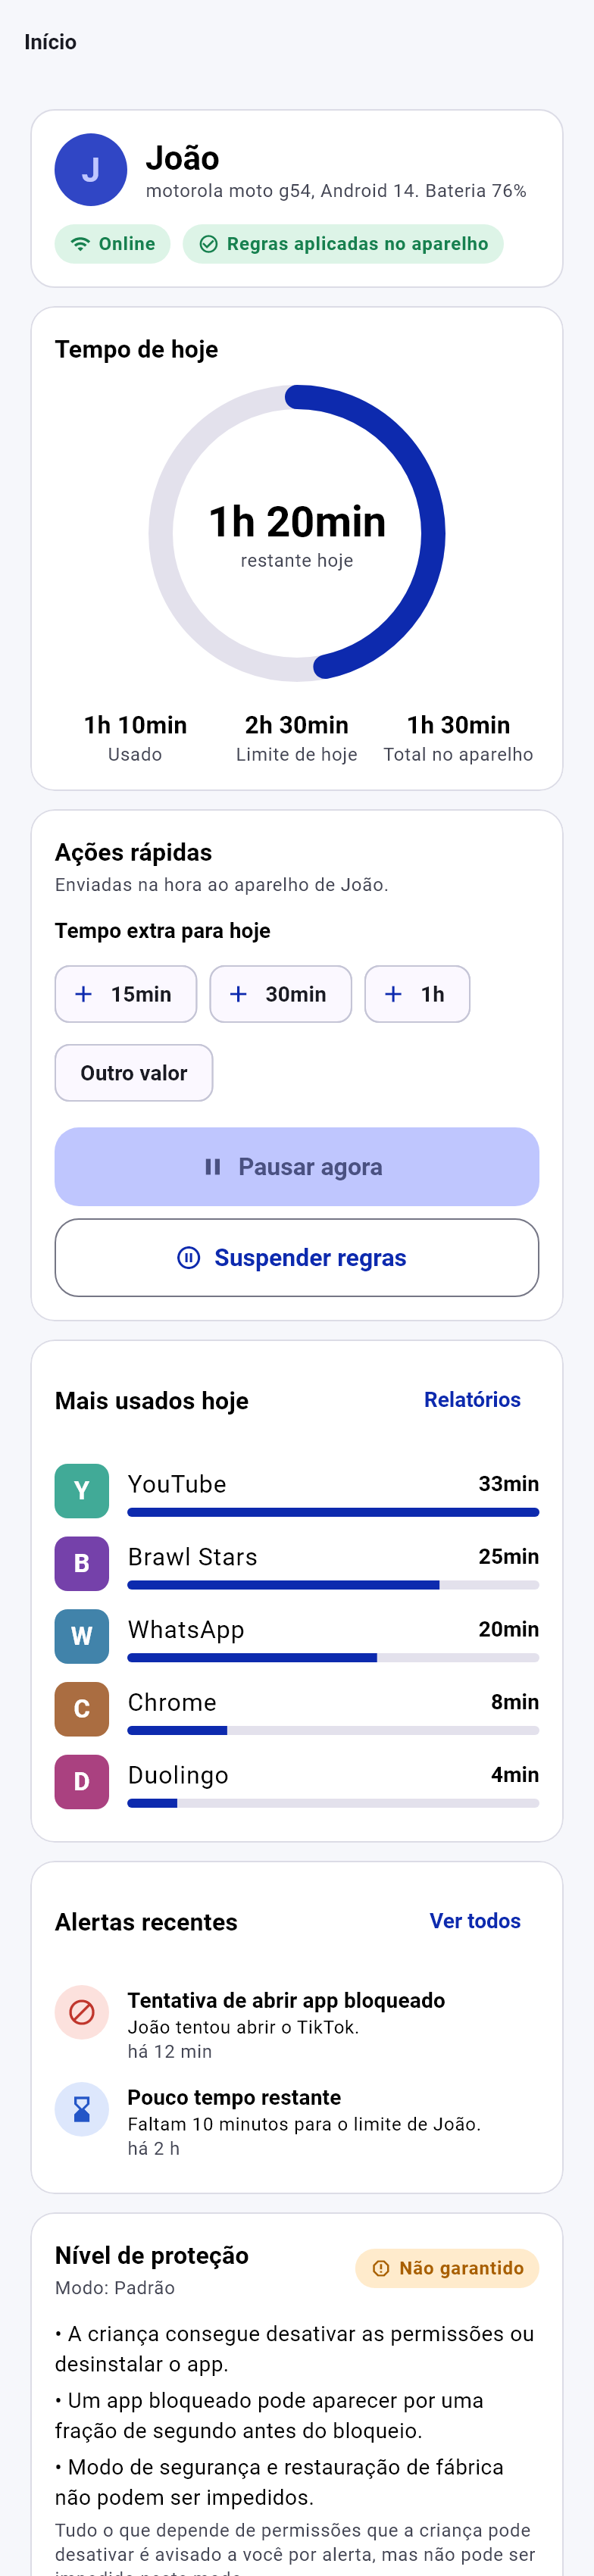 Início
J
João
motorola moto g54, Android 14. Bateria 76%
Online
Regras aplicadas no aparelho
Tempo de hoje
1h 20min
restante hoje
1h 10min 2h 30min 1h 30min
Usado Limite de hoje Total no aparelho
Ações rápidas
Enviadas na hora ao aparelho de João.
Tempo extra para hoje
+ 15min + 30min + 1h
Outro valor
Pausar agora
Suspender regras
Mais usados hoje Relatórios
Y YouTube 33min
B Brawl Stars 25min
W WhatsApp 20min
C Chrome 8min
D Duolingo 4min
Alertas recentes Ver todos
Tentativa de abrir app bloqueado
João tentou abrir o TikTok.
há 12 min
Pouco tempo restante
Faltam 10 minutos para o limite de João.
há 2 h
Nível de proteção
Não garantido
Modo: Padrão
• A criança consegue desativar as permissões ou
desinstalar o app.
• Um app bloqueado pode aparecer por uma
fração de segundo antes do bloqueio.
• Modo de segurança e restauração de fábrica
não podem ser impedidos.
Tudo o que depende de permissões que a criança pode
desativar é avisado a você por alerta, mas não pode ser